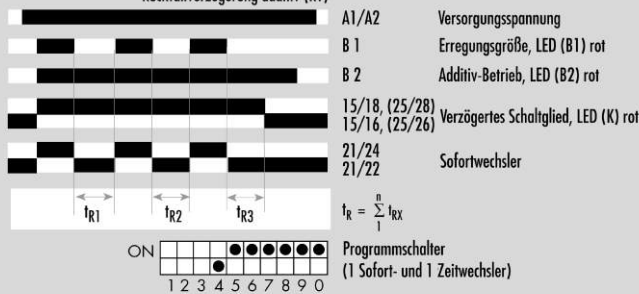 A1/A2 Versorgungsspannung
B 1 Erregungsgröße, LED (B1) rot
B 2 Additiv-Betrieb, LED (B2) rot
15/18, (25/28)
15/16, (25/26) Verzögertes Schaltglied, LED (K) rot
21/24
21/22 Sofortwechsler
tR1 tR2 tR3 tR = n Σ 1 tRX
ON Programmschalter
(1 Sofort- und 1 Zeitwechsler)
1 2 3 4 5 6 7 8 9 0